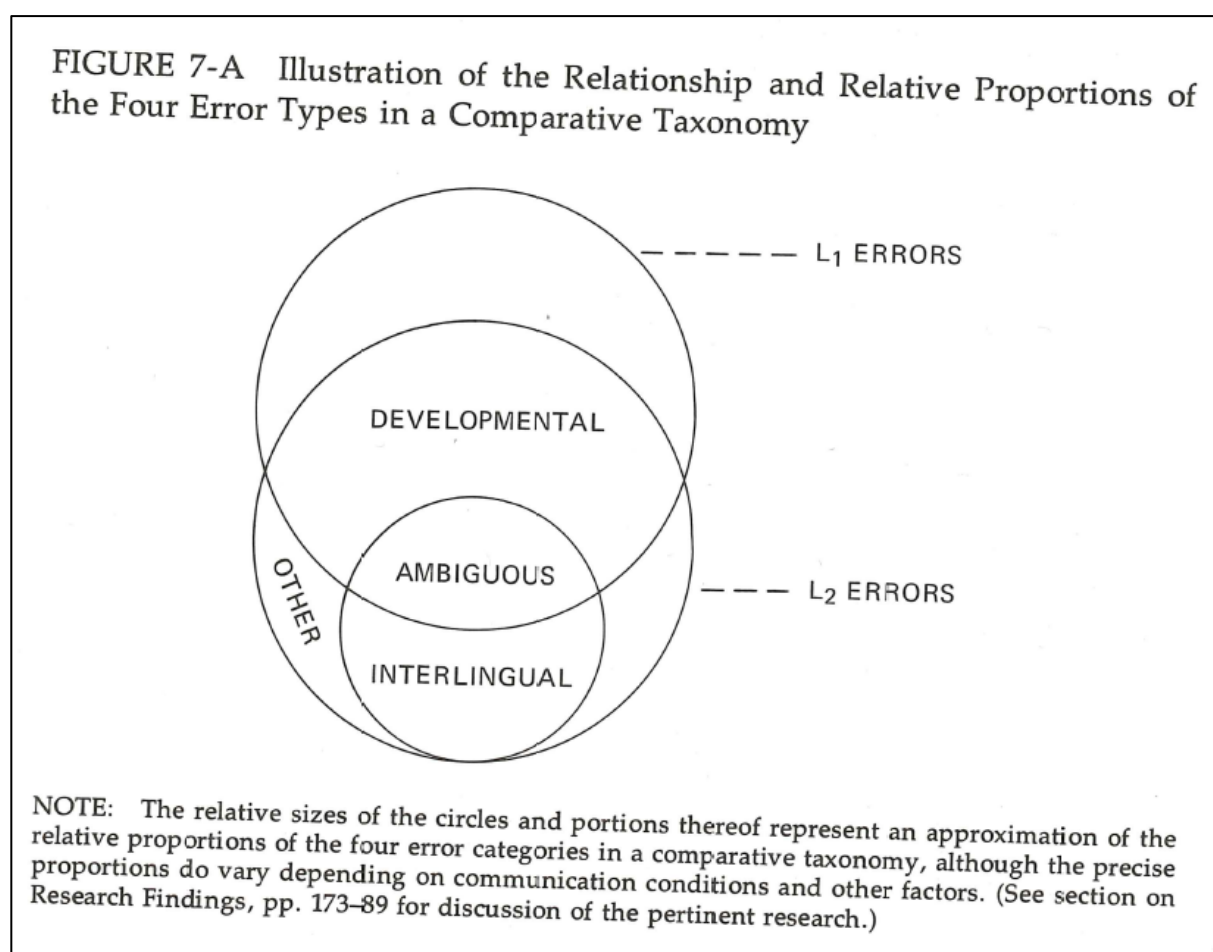 FIGURE 7-A Illustration of the Relationship and Relative Proportions of
the Four Error Types in a Comparative Taxonomy
L1 ERRORS
DEVELOPMENTAL
AMBIGUOUS
OTHER
L2 ERRORS
INTERLINGUAL
NOTE: The relative sizes of the circles and portions thereof represent an approximation of the
relative proportions of the four error categories in a comparative taxonomy, although the precise
proportions do vary depending on communication conditions and other factors. (See section on
Research Findings, pp. 173–89 for discussion of the pertinent research.)